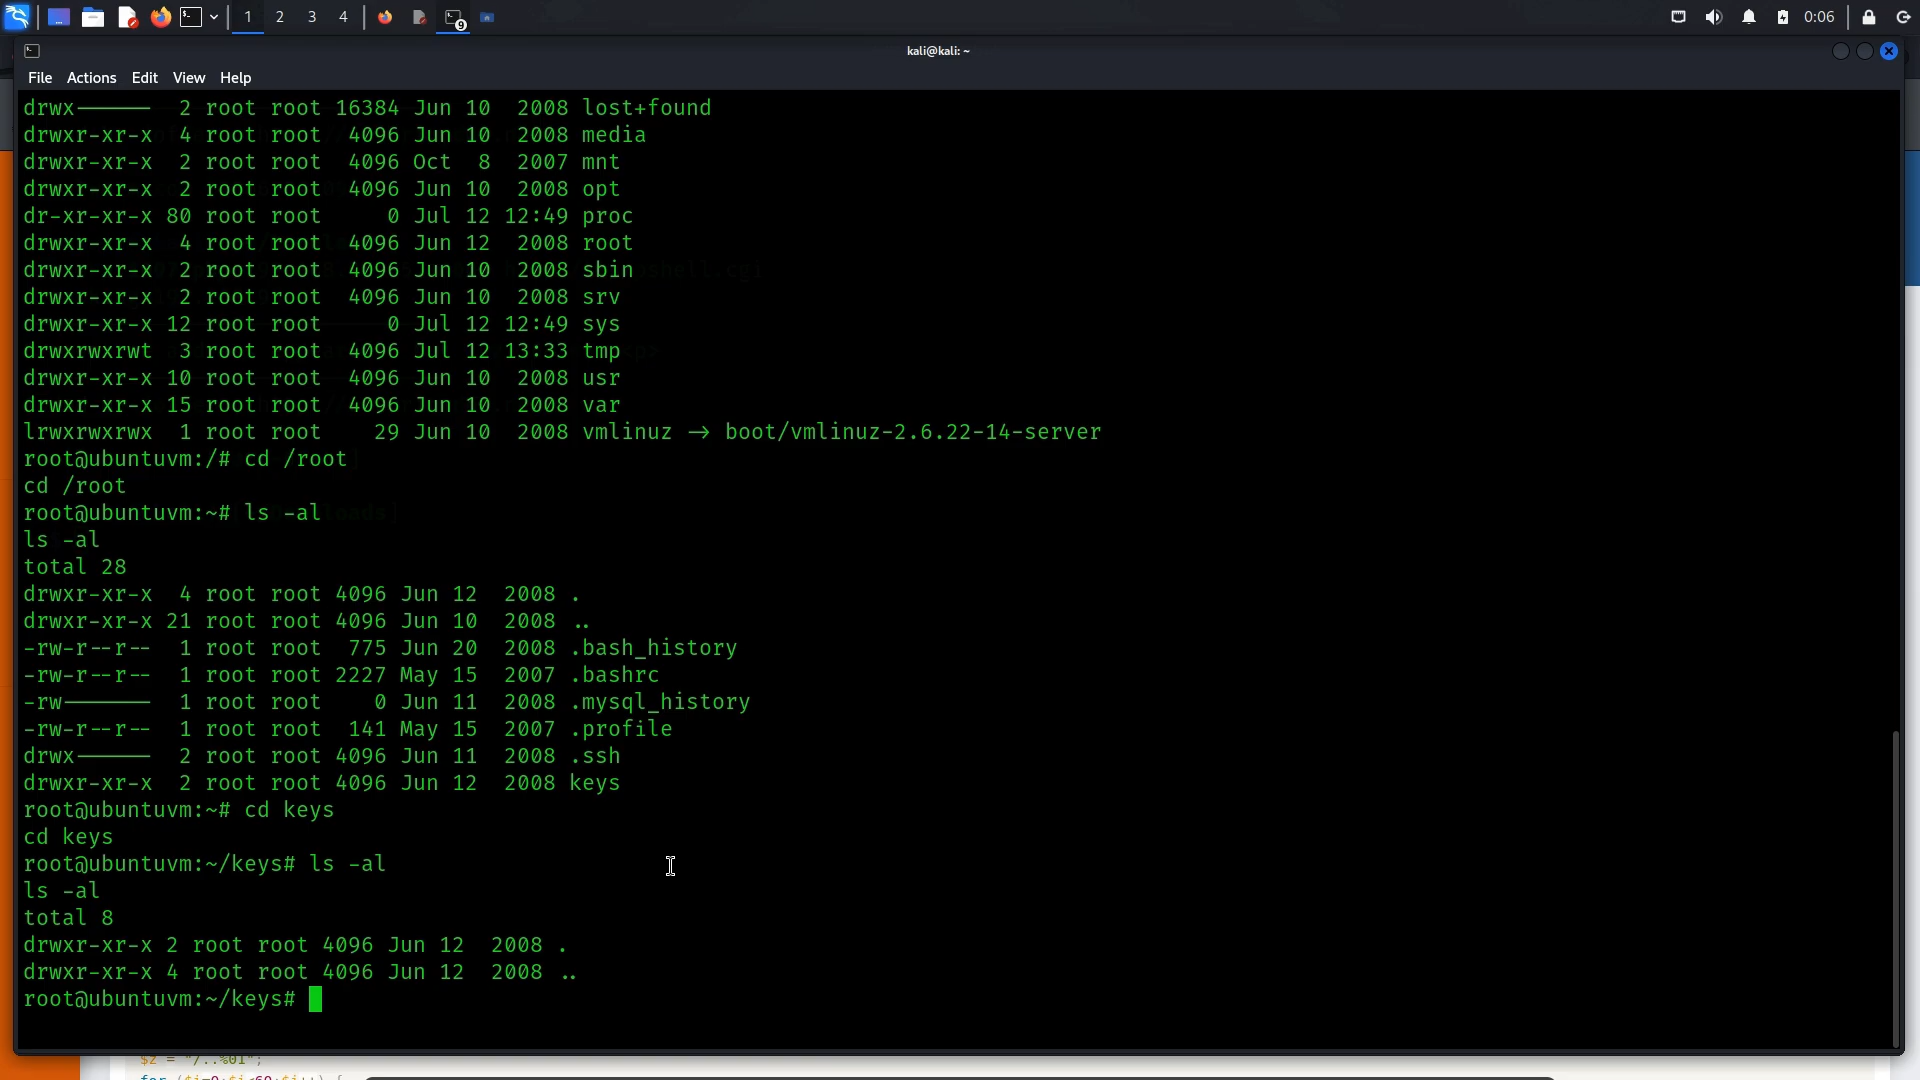 1 2 3 4 9 0:06
kali@kali: ~
File Actions Edit View Help
drwx------ 2 root root 16384 Jun 10 2008 lost+found
drwxr-xr-x 4 root root 4096 Jun 10 2008 media
drwxr-xr-x 2 root root 4096 Oct 8 2007 mnt
drwxr-xr-x 2 root root 4096 Jun 10 2008 opt
dr-xr-xr-x 80 root root 0 Jul 12 12:49 proc
drwxr-xr-x 4 root root 4096 Jun 12 2008 root
drwxr-xr-x 2 root root 4096 Jun 10 2008 sbin
drwxr-xr-x 2 root root 4096 Jun 10 2008 srv
drwxr-xr-x 12 root root 0 Jul 12 12:49 sys
drwxrwxrwt 3 root root 4096 Jul 12 13:33 tmp
drwxr-xr-x 10 root root 4096 Jun 10 2008 usr
drwxr-xr-x 15 root root 4096 Jun 10 2008 var
lrwxrwxrwx 1 root root 29 Jun 10 2008 vmlinuz -> boot/vmlinuz-2.6.22-14-server
root@ubuntuvm:/# cd /root
cd /root
root@ubuntuvm:~# ls -al
ls -al
total 28
drwxr-xr-x 4 root root 4096 Jun 12 2008 .
drwxr-xr-x 21 root root 4096 Jun 10 2008 ..
-rw-r--r-- 1 root root 775 Jun 20 2008 .bash_history
-rw-r--r-- 1 root root 2227 May 15 2007 .bashrc
-rw------- 1 root root 0 Jun 11 2008 .mysql_history
-rw-r--r-- 1 root root 141 May 15 2007 .profile
drwx------ 2 root root 4096 Jun 11 2008 .ssh
drwxr-xr-x 2 root root 4096 Jun 12 2008 keys
root@ubuntuvm:~# cd keys
cd keys
root@ubuntuvm:~/keys# ls -al
ls -al
total 8
drwxr-xr-x 2 root root 4096 Jun 12 2008 .
drwxr-xr-x 4 root root 4096 Jun 12 2008 ..
root@ubuntuvm:~/keys#
$z = "/..%01";